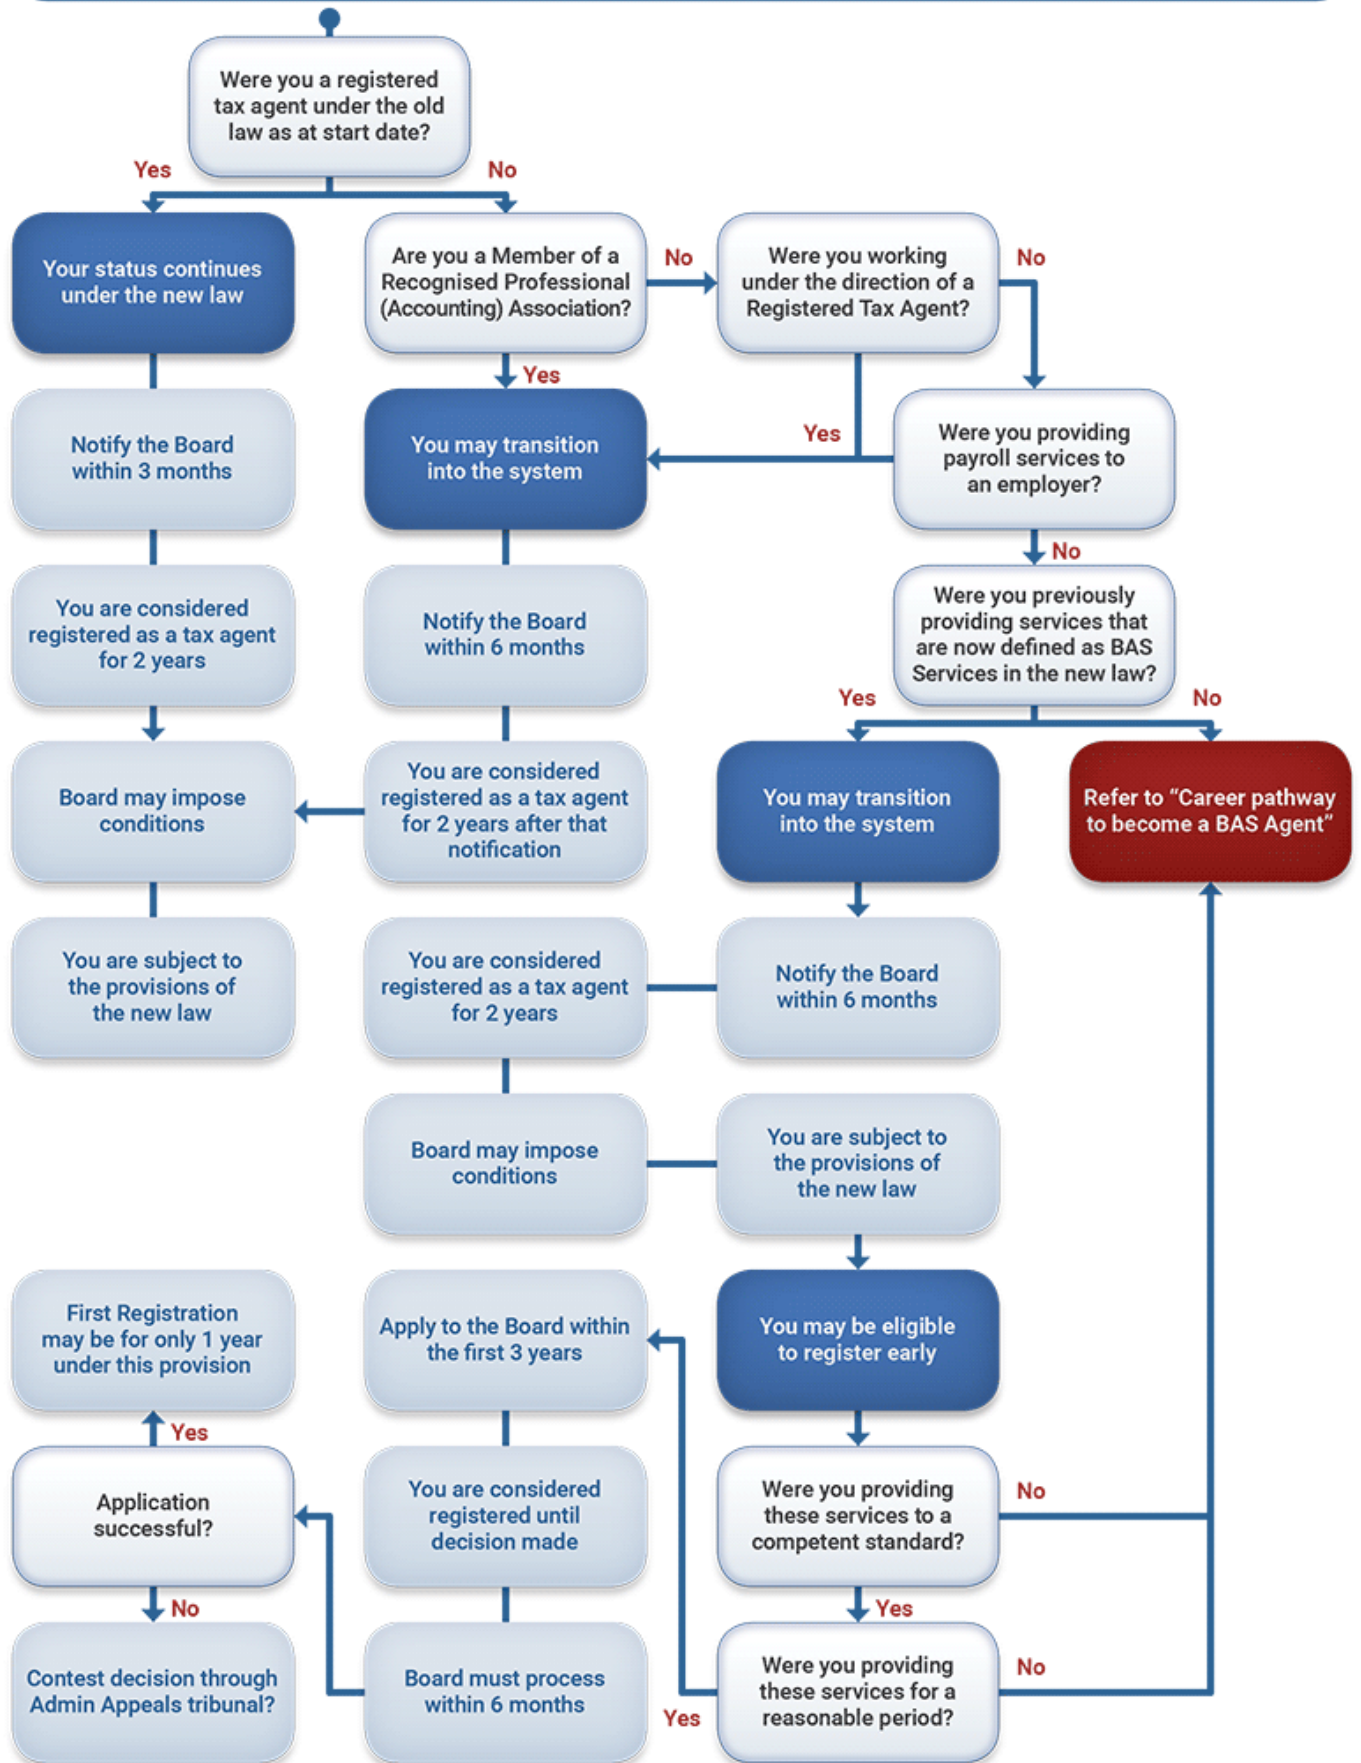 Were you a registered
tax agent under the old
law as at start date?
Yes
No
Your status continues
under the new law
Are you a Member of a
Recognised Professional
(Accounting) Association?
No
Were you working
under the direction of a
Registered Tax Agent?
No
Yes
Notify the Board
within 3 months
You may transition
into the system
Yes
Were you providing
payroll services to
an employer?
No
You are considered
registered as a tax agent
for 2 years
Notify the Board
within 6 months
Were you previously
providing services that
are now defined as BAS
Services in the new law?
Yes
No
Board may impose
conditions
You are considered
registered as a tax agent
for 2 years after that
notification
You may transition
into the system
Refer to “Career pathway
to become a BAS Agent”
You are subject to
the provisions of
the new law
You are considered
registered as a tax agent
for 2 years
Notify the Board
within 6 months
Board may impose
conditions
You are subject to
the provisions of
the new law
First Registration
may be for only 1 year
under this provision
Apply to the Board within
the first 3 years
You may be eligible
to register early
Yes
Application
successful?
You are considered
registered until
decision made
Were you providing
these services to a
competent standard?
No
No
Yes
Contest decision through
Admin Appeals tribunal?
Board must process
within 6 months
Yes
Were you providing
these services for a
reasonable period?
No